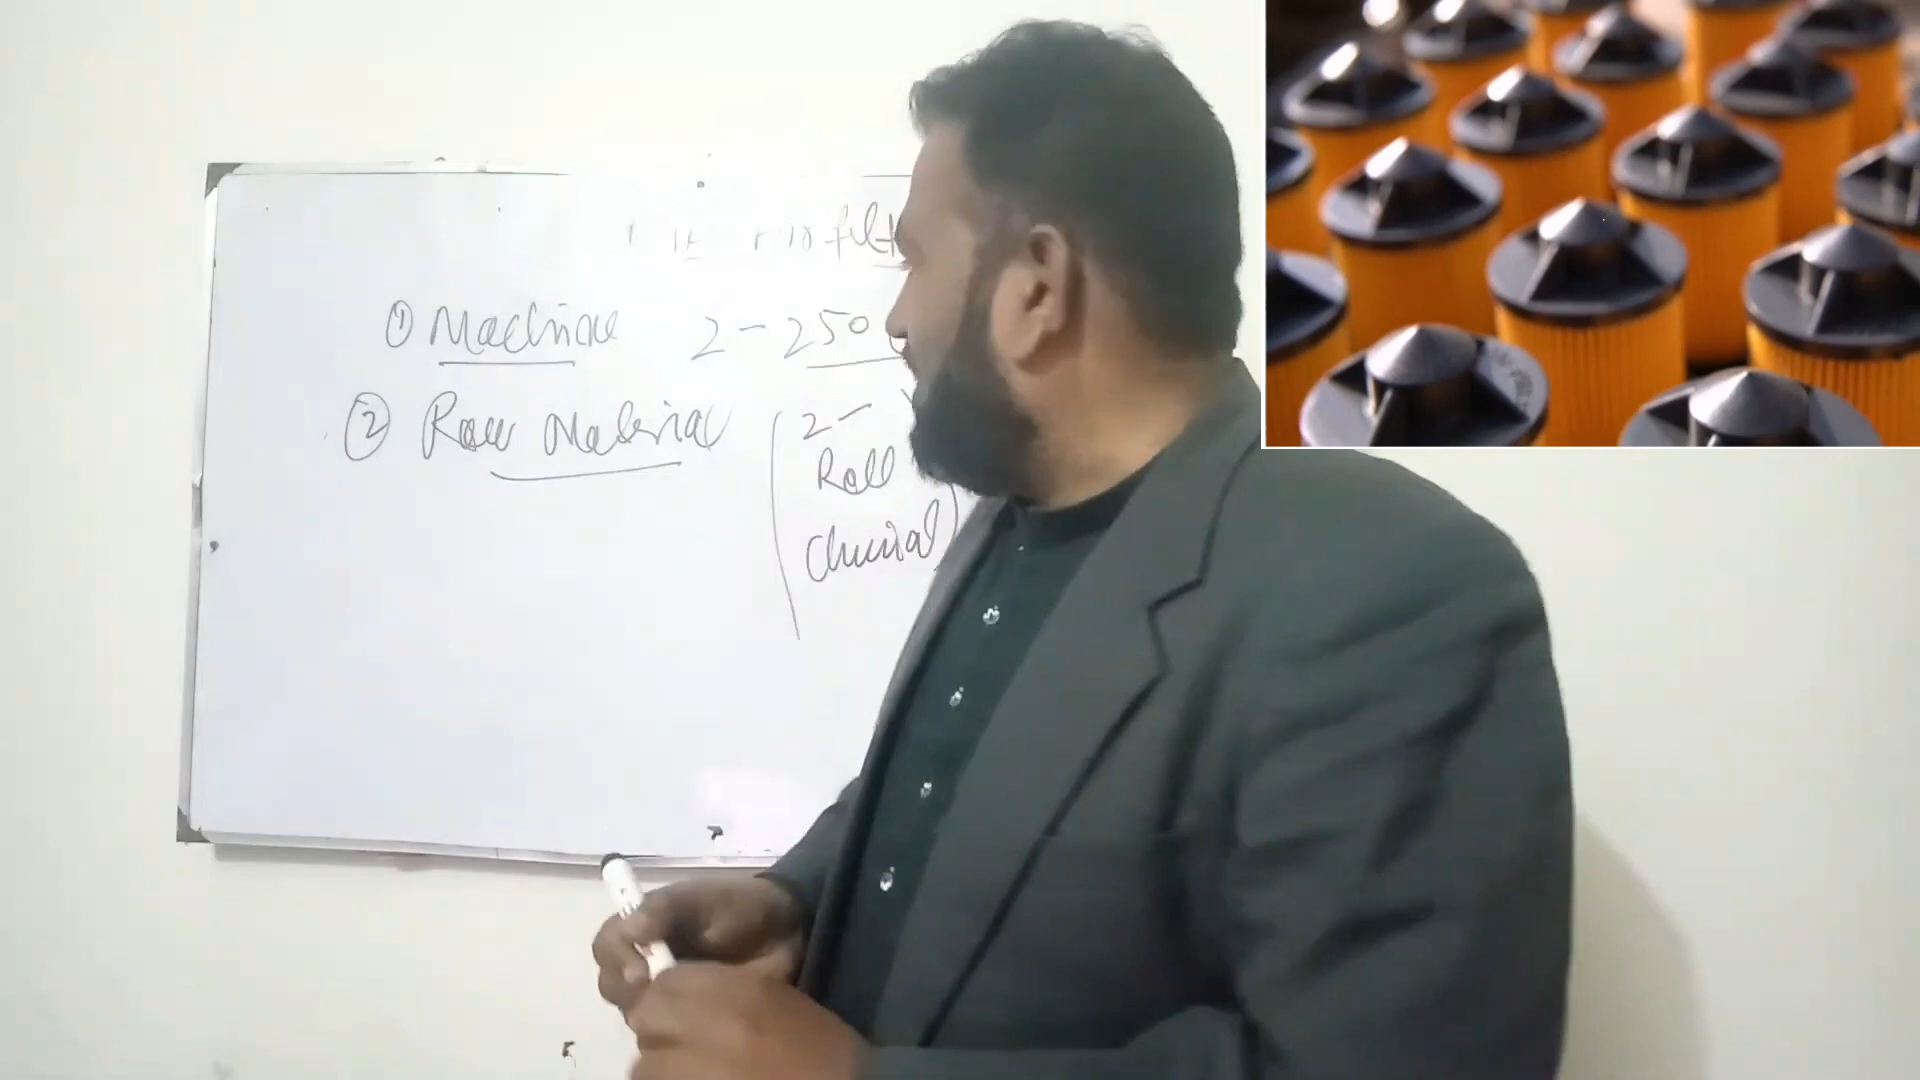 ① Machine 2-250
② Raw Material
2-
Roll
Chemical